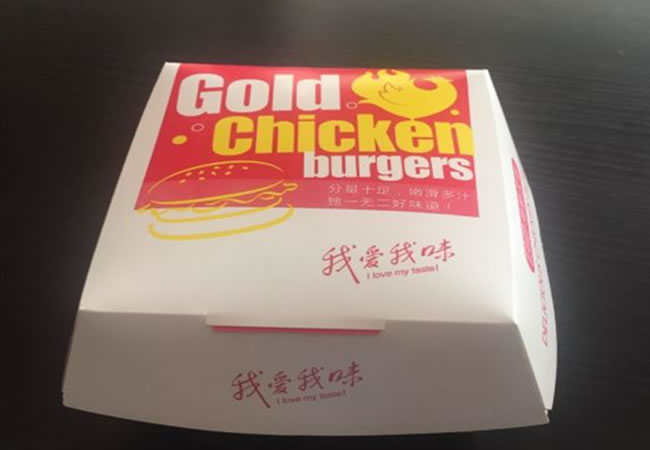 Gold
Chicken
burgers
分量十足，嫩滑多汁
独一无二好味道！
我爱我味
I love my taste!
我爱我味
I love my taste!